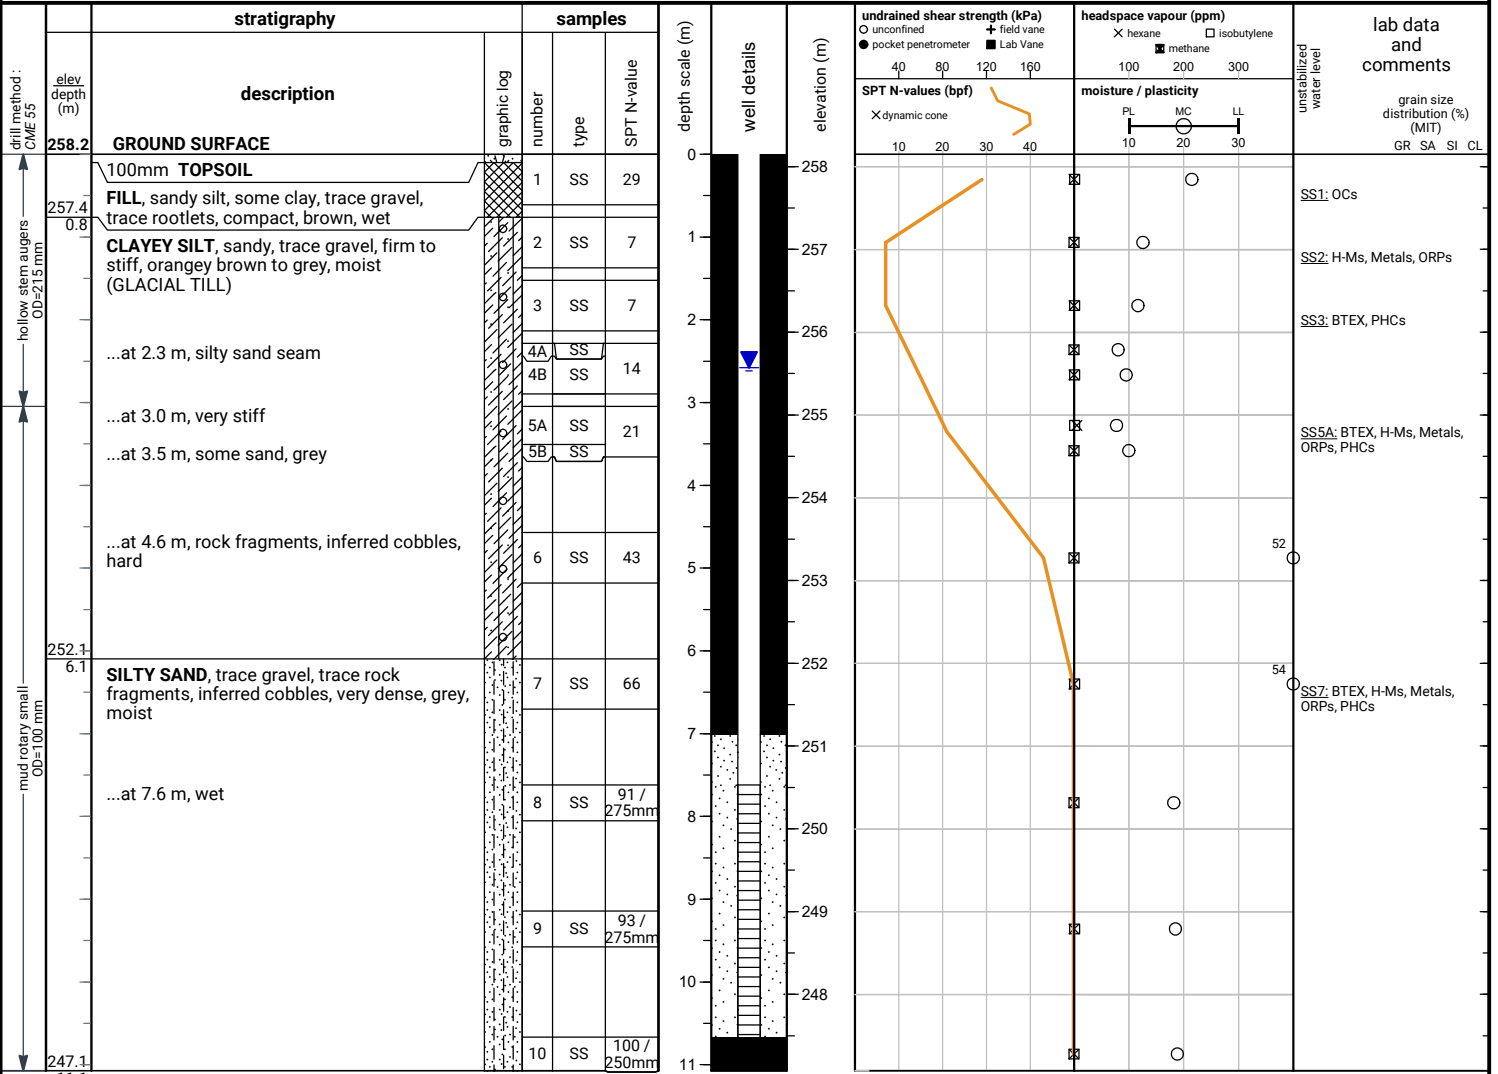 stratigraphy
samples
drill method :
CME 55
elev
depth
(m)
description
graphic log
number
type
SPT N-value
depth scale (m)
well details
elevation (m)
undrained shear strength (kPa)
unconfined
field vane
pocket penetrometer
Lab Vane
40 80 120 160
SPT N-values (bpf)
dynamic cone
10 20 30 40
headspace vapour (ppm)
hexane
isobutylene
methane
100 200 300
moisture / plasticity
PL MC LL
10 20 30
unstabilized
water level
lab data
and
comments
grain size
distribution (%)
(MIT)
GR SA SI CL
258.2 GROUND SURFACE
100mm TOPSOIL
FILL, sandy silt, some clay, trace gravel,
trace rootlets, compact, brown, wet
257.4
0.8
CLAYEY SILT, sandy, trace gravel, firm to
stiff, orangey brown to grey, moist
(GLACIAL TILL)
...at 2.3 m, silty sand seam
...at 3.0 m, very stiff
...at 3.5 m, some sand, grey
...at 4.6 m, rock fragments, inferred cobbles,
hard
252.1
6.1
SILTY SAND, trace gravel, trace rock
fragments, inferred cobbles, very dense, grey,
moist
...at 7.6 m, wet
247.1
hollow stem augers
OD=215 mm
mud rotary small
OD=100 mm
1 SS 29
2 SS 7
3 SS 7
4A SS
4B SS
14
5A SS
5B SS
21
6 SS 43
7 SS 66
8 SS 91 /
275mm
9 SS 93 /
275mm
10 SS 100 /
250mm
0
1
2
3
4
5
6
7
8
9
10
11
258
257
256
255
254
253
252
251
250
249
248
52
54
SS1: OCs
SS2: H-Ms, Metals, ORPs
SS3: BTEX, PHCs
SS5A: BTEX, H-Ms, Metals,
ORPs, PHCs
SS7: BTEX, H-Ms, Metals,
ORPs, PHCs